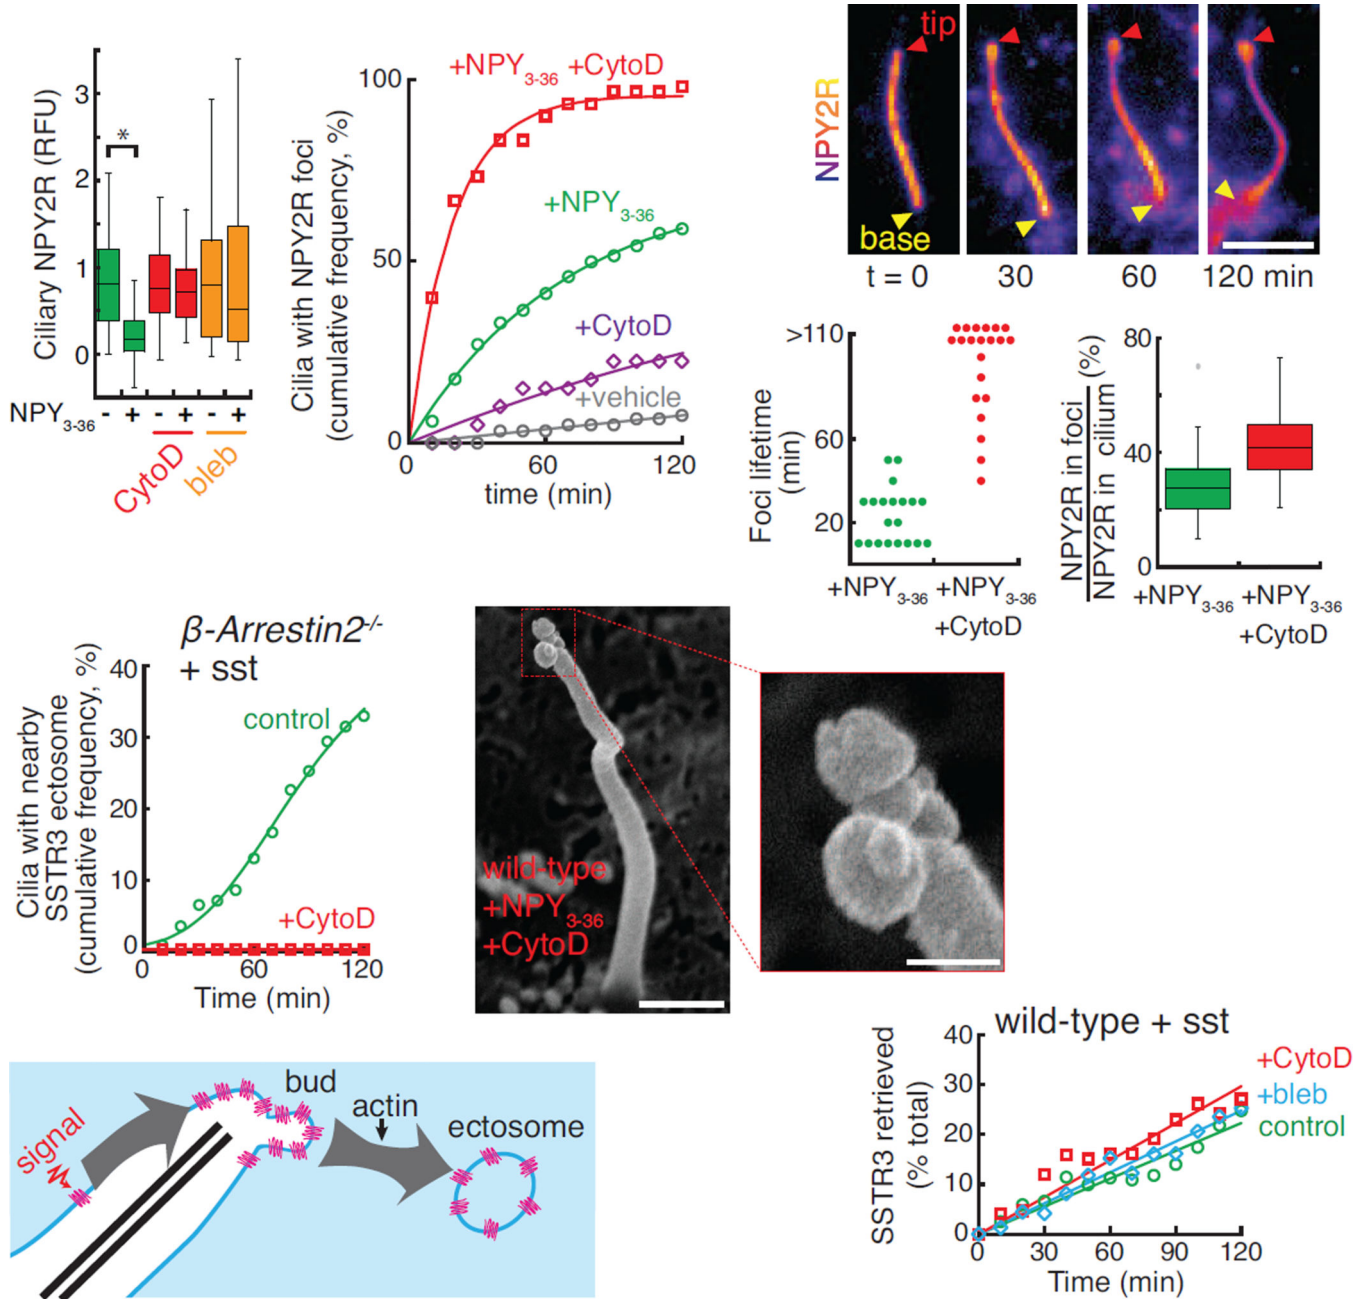 Ciliary NPY2R (RFU)
3
2
1
0
*
NPY3-36 - + - + - +
CytoD
bleb
Cilia with NPY2R foci
(cumulative frequency, %)
100
50
0
+NPY3-36 +CytoD
+NPY3-36
+CytoD
+vehicle
0 60 120
time (min)
NPY2R
tip
base
t = 0 30 60 120 min
Foci lifetime
(min)
>110
60
20
+NPY3-36 +NPY3-36
+CytoD
NPY2R in foci
NPY2R in cilium (%)
80
40
0
+NPY3-36 +NPY3-36
+CytoD
β-Arrestin2-/-
+ sst
Cilia with nearby
SSTR3 ectosome
(cumulative frequency, %)
40
30
20
10
0
control
+CytoD
0 60 120
Time (min)
wild-type
+NPY3-36
+CytoD
signal
bud
actin
ectosome
wild-type + sst
SSTR3 retrieved
(% total)
40
30
20
10
0
+CytoD
+bleb
control
0 30 60 90 120
Time (min)